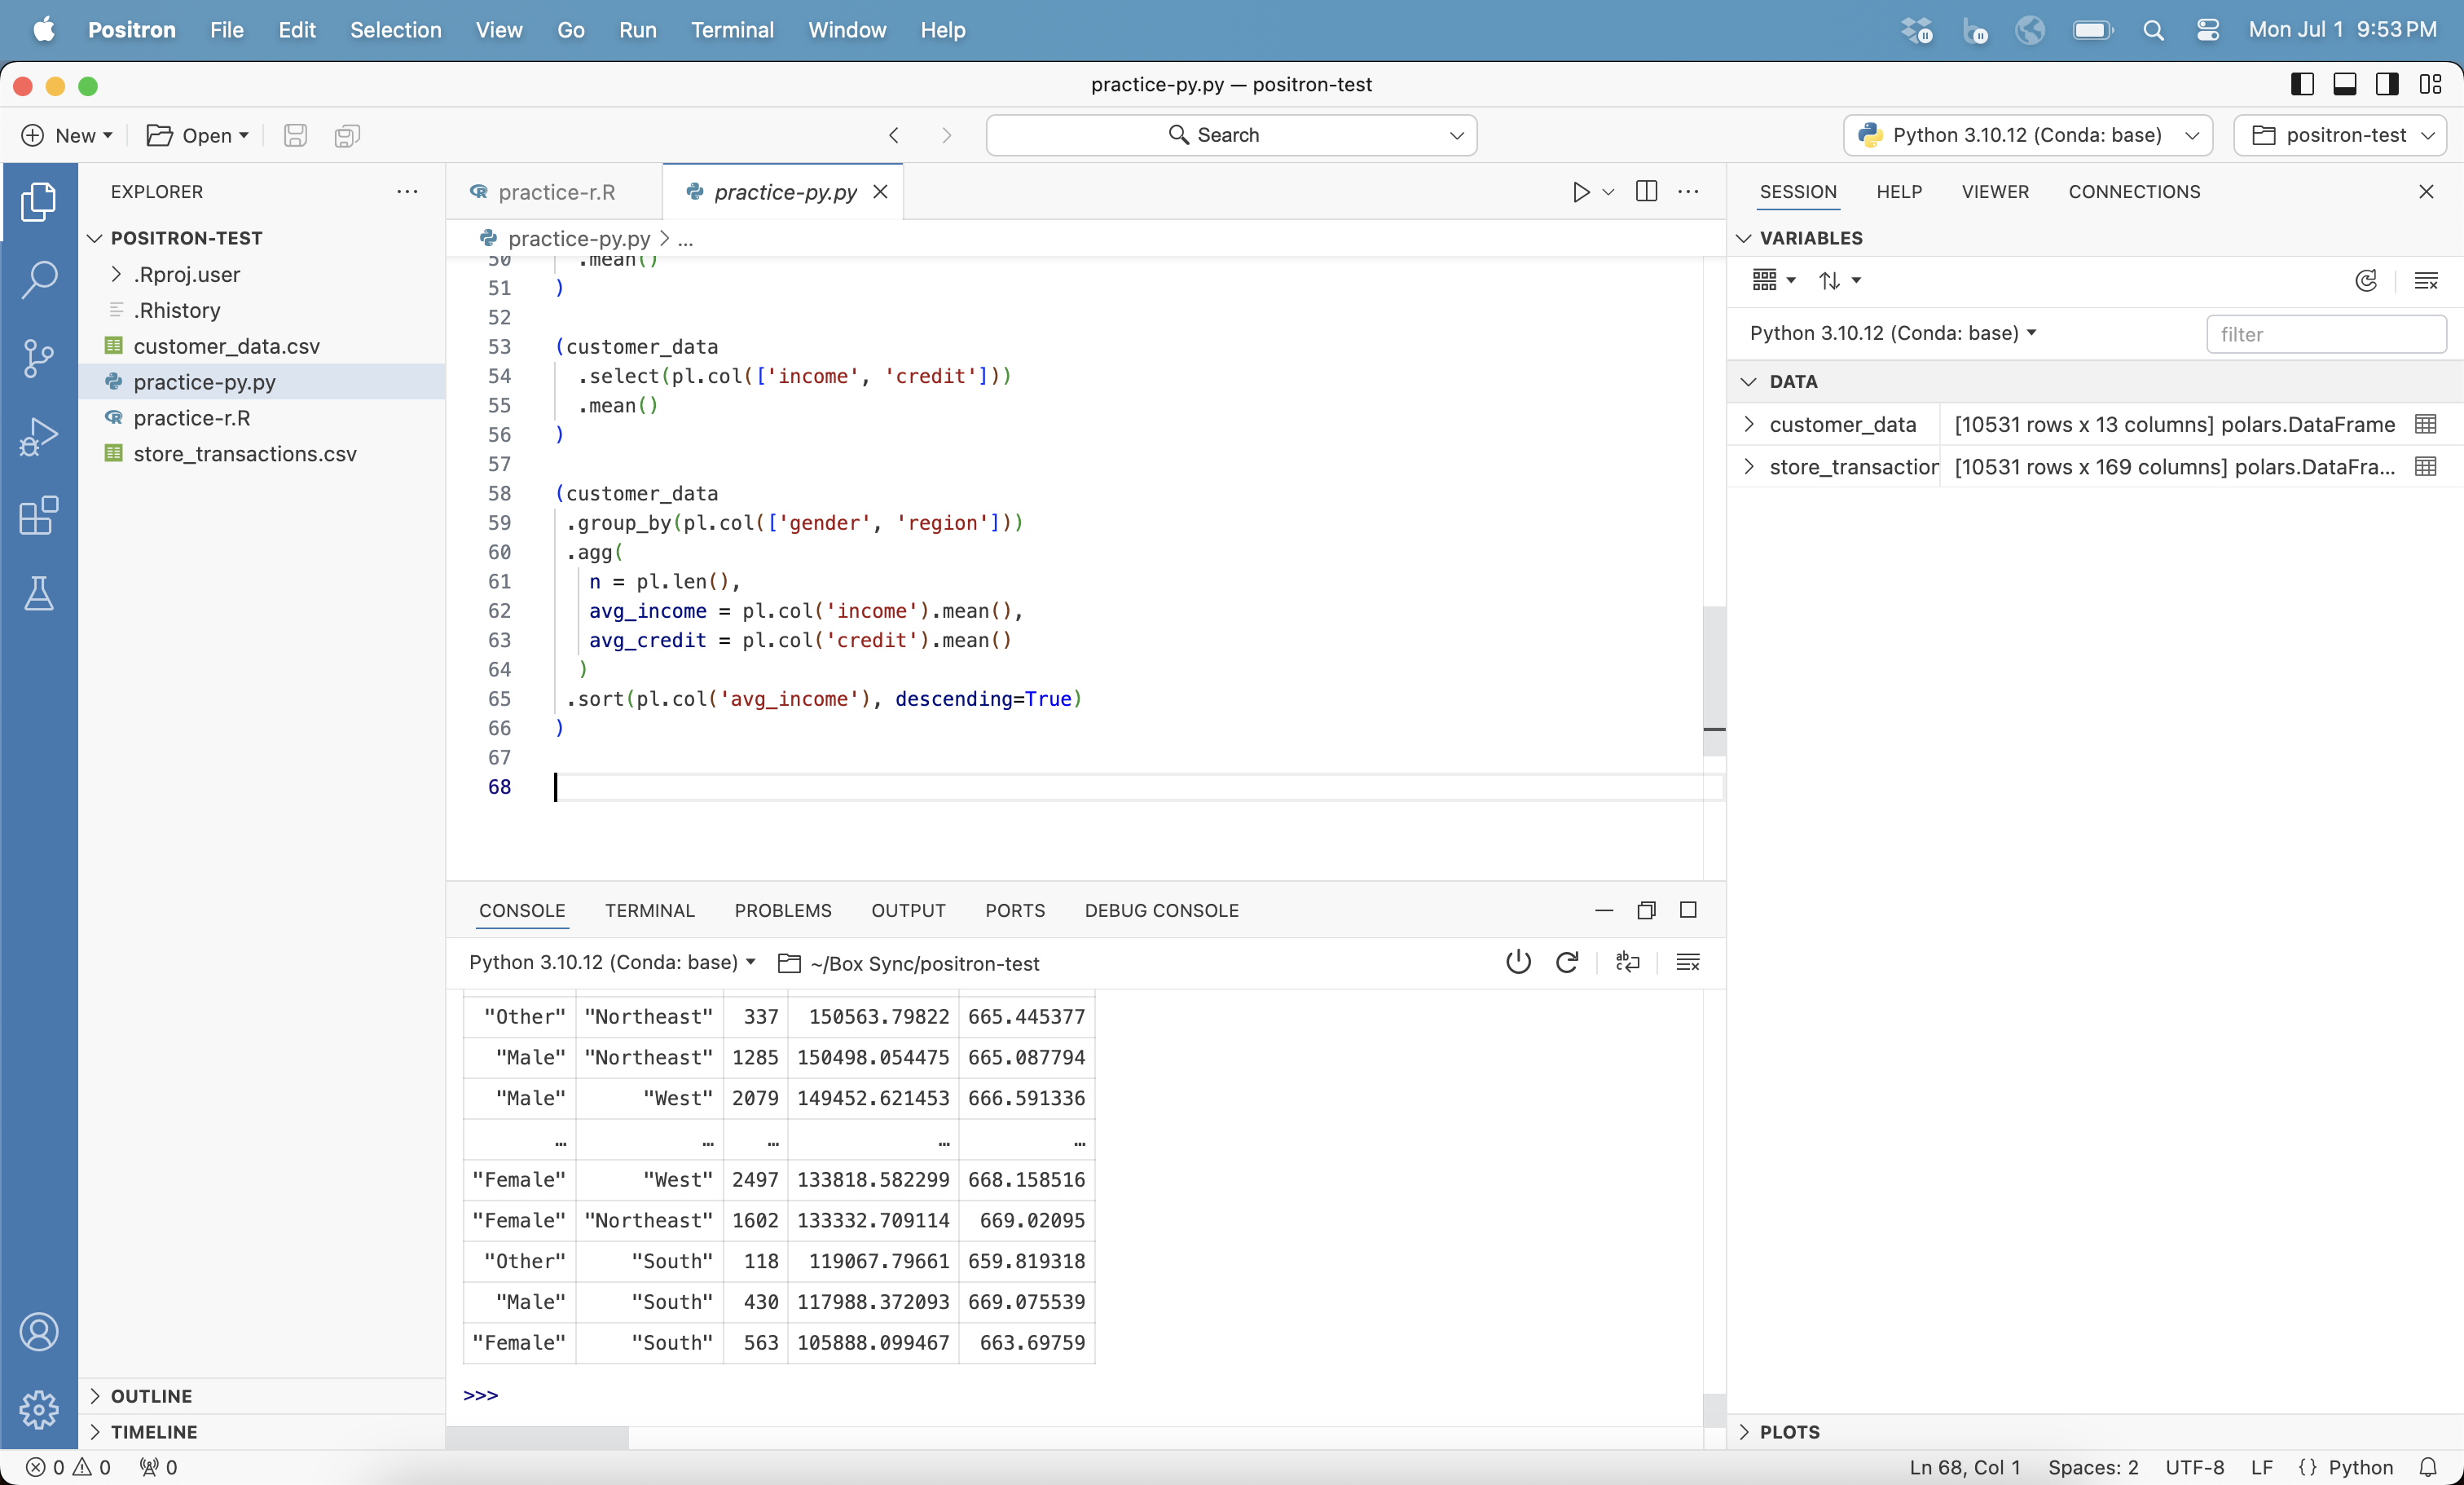 Positron File Edit Selection View Go Run Terminal Window Help Mon Jul 1 9:53 PM
practice-py.py — positron-test
New Open Search Python 3.10.12 (Conda: base) positron-test
EXPLORER
POSITRON-TEST
.Rproj.user
.Rhistory
customer_data.csv
practice-py.py
practice-r.R
store_transactions.csv
OUTLINE
TIMELINE
practice-r.R practice-py.py
practice-py.py > ...
50 .mean()
51 )
52
53 (customer_data
54 .select(pl.col(['income', 'credit']))
55 .mean()
56 )
57
58 (customer_data
59 .group_by(pl.col(['gender', 'region']))
60 .agg(
61 n = pl.len(),
62 avg_income = pl.col('income').mean(),
63 avg_credit = pl.col('credit').mean()
64 )
65 .sort(pl.col('avg_income'), descending=True)
66 )
67
68
CONSOLE TERMINAL PROBLEMS OUTPUT PORTS DEBUG CONSOLE
Python 3.10.12 (Conda: base) ~/Box Sync/positron-test
"Other" "Northeast" 337 150563.79822 665.445377
"Male" "Northeast" 1285 150498.054475 665.087794
"Male" "West" 2079 149452.621453 666.591336
… … … … …
"Female" "West" 2497 133818.582299 668.158516
"Female" "Northeast" 1602 133332.709114 669.02095
"Other" "South" 118 119067.79661 659.819318
"Male" "South" 430 117988.372093 669.075539
"Female" "South" 563 105888.099467 663.69759
>>>
SESSION HELP VIEWER CONNECTIONS
VARIABLES
Python 3.10.12 (Conda: base) filter
DATA
customer_data [10531 rows x 13 columns] polars.DataFrame
store_transaction [10531 rows x 169 columns] polars.DataFra...
PLOTS
0 0 0 Ln 68, Col 1 Spaces: 2 UTF-8 LF {} Python